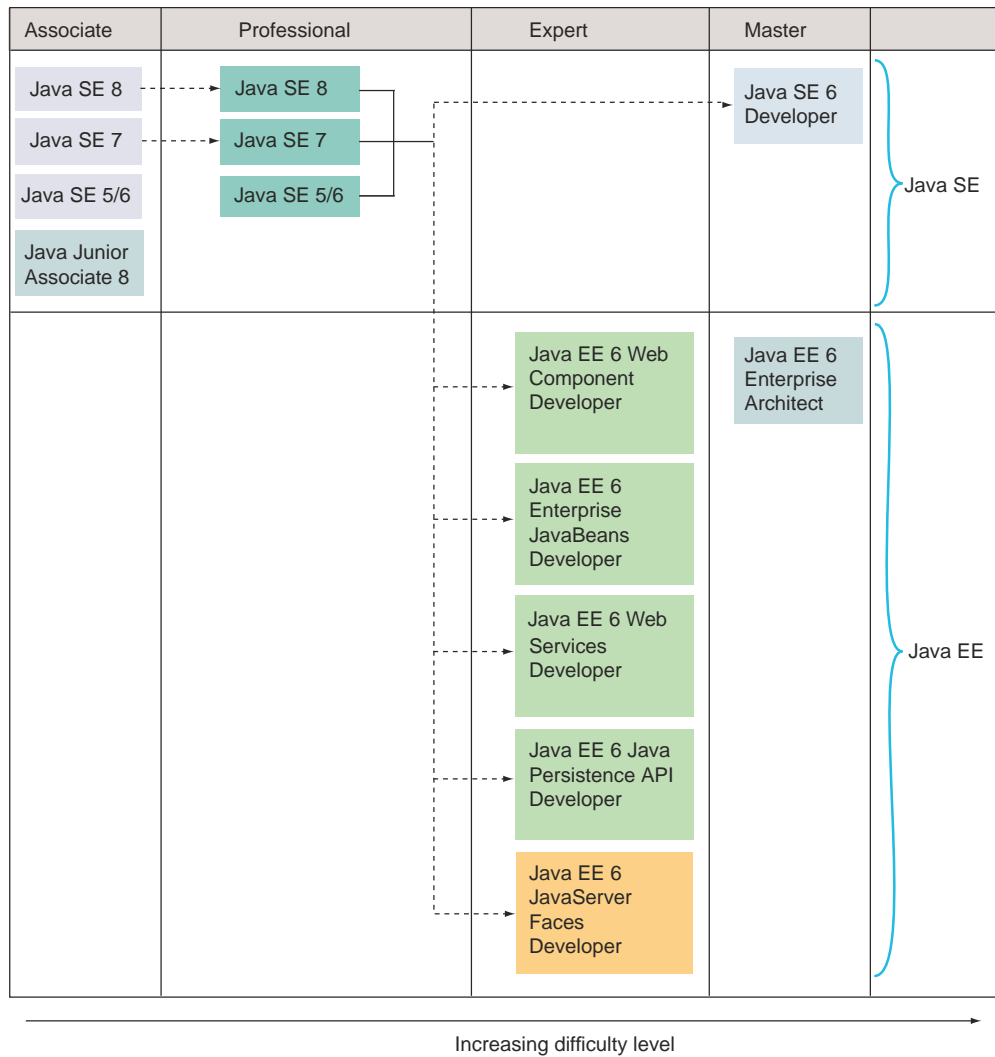 Associate
Professional
Expert
Master
Java SE 8
Java SE 7
Java SE 5/6
Java Junior
Associate 8
Java SE 8
Java SE 7
Java SE 5/6
Java SE 6
Developer
Java SE
Java EE 6 Web
Component
Developer
Java EE 6
Enterprise
JavaBeans
Developer
Java EE 6 Web
Services
Developer
Java EE 6 Java
Persistence API
Developer
Java EE 6
JavaServer
Faces
Developer
Java EE 6
Enterprise
Architect
Java EE
Increasing difficulty level